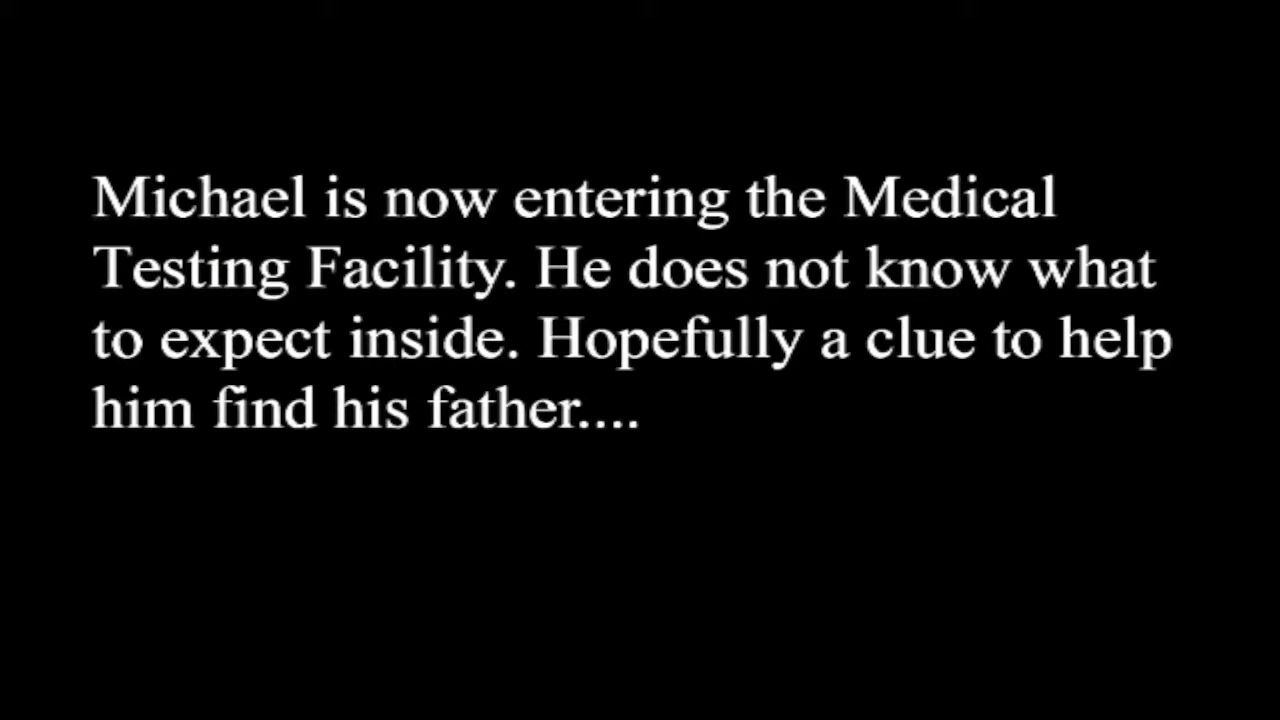 Michael is now entering the Medical
Testing Facility. He does not know what
to expect inside. Hopefully a clue to help
him find his father....